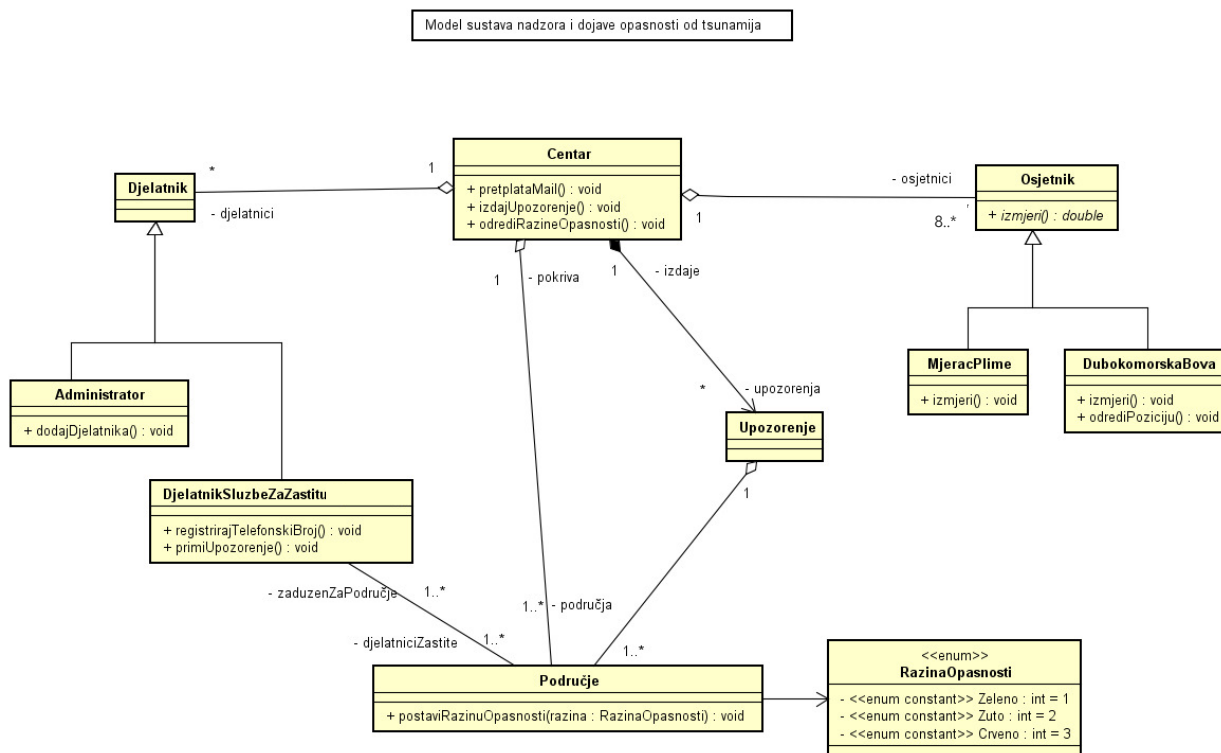 Model sustava nadzora i dojave opasnosti od tsunamija
Centar
+ pretplataMail() : void
+ izdajUpozorenje() : void
+ odrediRazineOpasnosti() : void
*
1
Djelatnik
- djelatnici
- osjetnici
1
8..*
Osjetnik
+ izmjeri() : double
1
- pokriva
1
- izdaje
MjeracPlime
+ izmjeri() : void
DubokomorskaBova
+ izmjeri() : void
+ odrediPoziciju() : void
Administrator
+ dodajDjelatnika() : void
*
- upozorenja
Upozorenje
1
DjelatnikSluzbeZaZastitu
+ registrirajTelefonskiBroj() : void
+ primiUpozorenje() : void
- zaduzenZaPodručje
1..*
1..*
- područja
- djelatniciZastite
1..*
1..*
Područje
+ postaviRazinuOpasnosti(razina : RazinaOpasnosti) : void
<<enum>>
RazinaOpasnosti
- <<enum constant>> Zeleno : int = 1
- <<enum constant>> Zuto : int = 2
- <<enum constant>> Crveno : int = 3